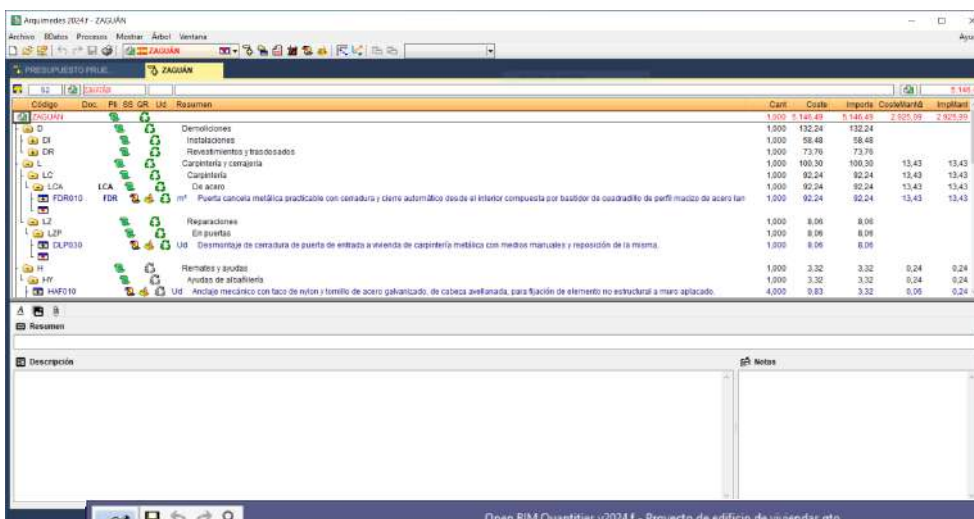 Arquimedes 2024.f - ZAGUÁN
Archivo BDatos Procesos Mostrar Árbol Ventana Ayu
ZAGUÁN
PRESUPUESTO PRUE... ZAGUÁN
62 ZAGUÁN 5.146
Código Doc. Pli SS GR Ud Resumen Cant Coste Importe CosteMantÑ ImpMant
ZAGUÁN 1,000 5.146,49 5.146,49 2.925,99 2.925,99
D Demoliciones 1,000 132,24 132,24
DI Instalaciones 1,000 58,48 58,48
DR Revestimientos y trasdosados 1,000 73,76 73,76
L Carpintería y cerrajería 1,000 100,30 100,30 13,43 13,43
LC Carpintería 1,000 92,24 92,24 13,43 13,43
LCA LCA De acero 1,000 92,24 92,24 13,43 13,43
FDR010 FDR m² Puerta cancela metálica practicable con cerradura y cierre automático desde el interior compuesta por bastidor de cuadradillo de perfil macizo de acero lan 1,000 92,24 92,24 13,43 13,43
LZ Reparaciones 1,000 8,06 8,06
LZP En puertas 1,000 8,06 8,06
DLP030 Ud Desmontaje de cerradura de puerta de entrada a vivienda de carpintería metálica con medios manuales y reposición de la misma. 1,000 8,06 8,06
H Remates y ayudas 1,000 3,32 3,32 0,24 0,24
HY Ayudas de albañilería 1,000 3,32 3,32 0,24 0,24
HAF010 Ud Anclaje mecánico con taco de nylon y tornillo de acero galvanizado, de cabeza avellanada, para fijación de elemento no estructural a muro aplacado. 4,000 0,83 3,32 0,06 0,24
Resumen
Descripción Notas
Open BIM Quantities v2024.f - Proyecto de edificio de viviendas.qto